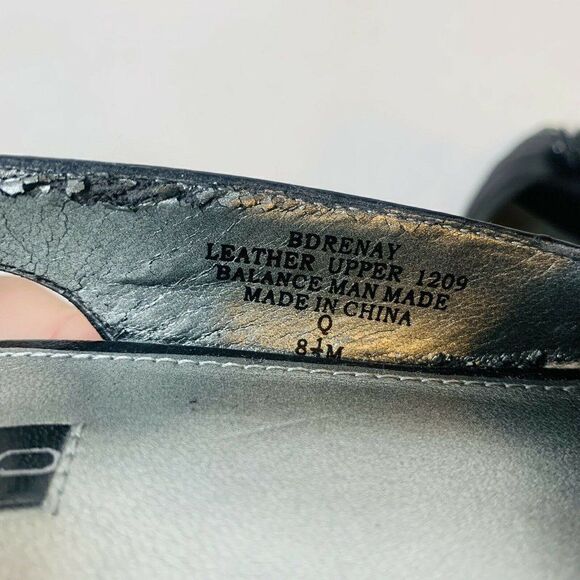 BDRENAY
LEATHER UPPER 1209
BALANCE MAN MADE
MADE IN CHINA
Q
8½M
O